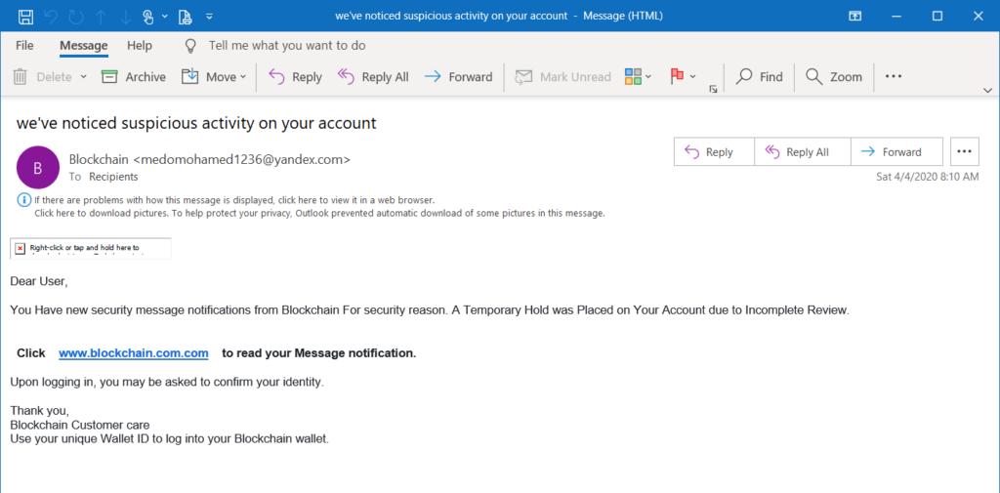 we've noticed suspicious activity on your account - Message (HTML)
File Message Help Tell me what you want to do
Delete Archive Move Reply Reply All Forward Mark Unread Find Zoom
we've noticed suspicious activity on your account
B
Blockchain <medomohamed1236@yandex.com>
To Recipients
Reply Reply All Forward
Sat 4/4/2020 8:10 AM
If there are problems with how this message is displayed, click here to view it in a web browser.
Click here to download pictures. To help protect your privacy, Outlook prevented automatic download of some pictures in this message.
Right-click or tap and hold here to
Dear User,
You Have new security message notifications from Blockchain For security reason. A Temporary Hold was Placed on Your Account due to Incomplete Review.
Click www.blockchain.com.com to read your Message notification.
Upon logging in, you may be asked to confirm your identity.
Thank you,
Blockchain Customer care
Use your unique Wallet ID to log into your Blockchain wallet.